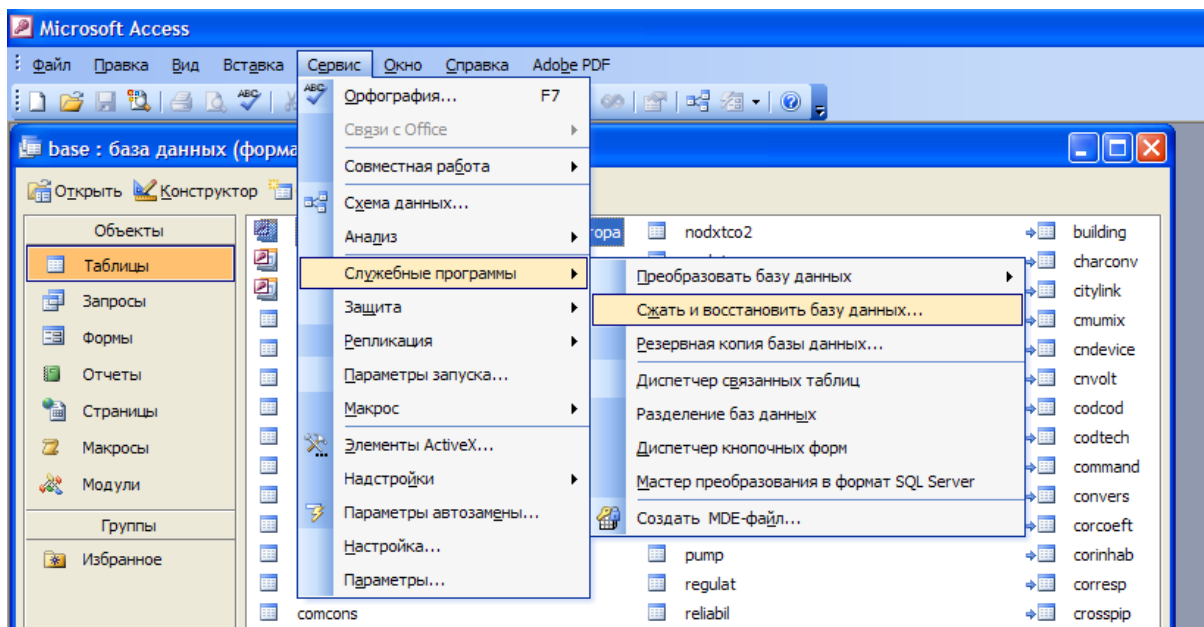 Microsoft Access
Файл Правка Вид Вставка Сервис Окно Справка Adobe PDF
base : база данных (форма
Открыть Конструктор
Объекты
Таблицы
Запросы
Формы
Отчеты
Страницы
Макросы
Модули
Группы
Избранное
Орфография... F7
Связи с Office
Совместная работа
Схема данных...
Анализ
Служебные программы
Защита
Репликация
Параметры запуска...
Макрос
Элементы ActiveX...
Надстройки
Параметры автозамены...
Настройка...
Параметры...
comcons
Преобразовать базу данных
Сжать и восстановить базу данных...
Резервная копия базы данных...
Диспетчер связанных таблиц
Разделение баз данных
Диспетчер кнопочных форм
Мастер преобразования в формат SQL Server
Создать MDE-файл...
тора
nodxtco2
pump
regulat
reliabil
building
charconv
citylink
cmumix
cndevice
cnvolt
codcod
codtech
command
convers
corcoeft
corinhab
corresp
crosspip